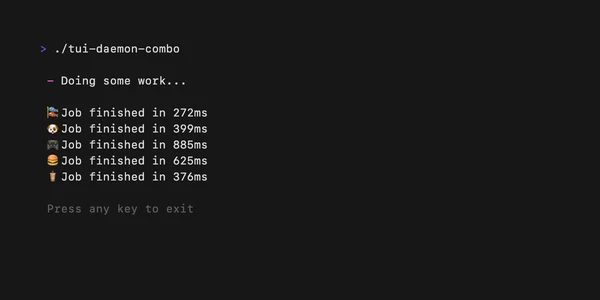 > ./tui-daemon-combo
– Doing some work...
🎏Job finished in 272ms
🐶Job finished in 399ms
🎮Job finished in 885ms
🍔Job finished in 625ms
🧋Job finished in 376ms
Press any key to exit